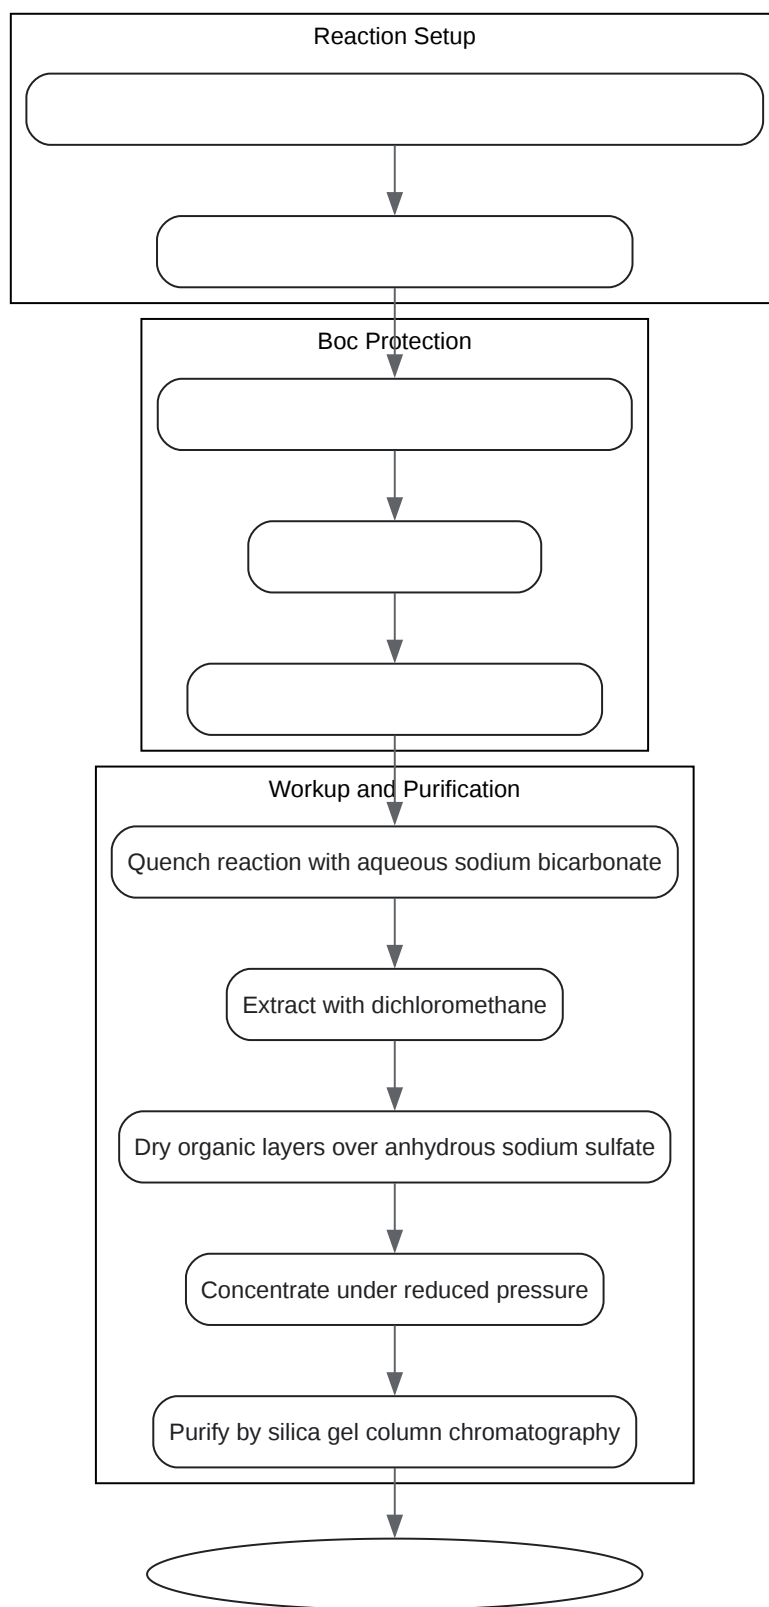 Reaction Setup
Boc Protection
Workup and Purification
Quench reaction with aqueous sodium bicarbonate
Extract with dichloromethane
Dry organic layers over anhydrous sodium sulfate
Concentrate under reduced pressure
Purify by silica gel column chromatography